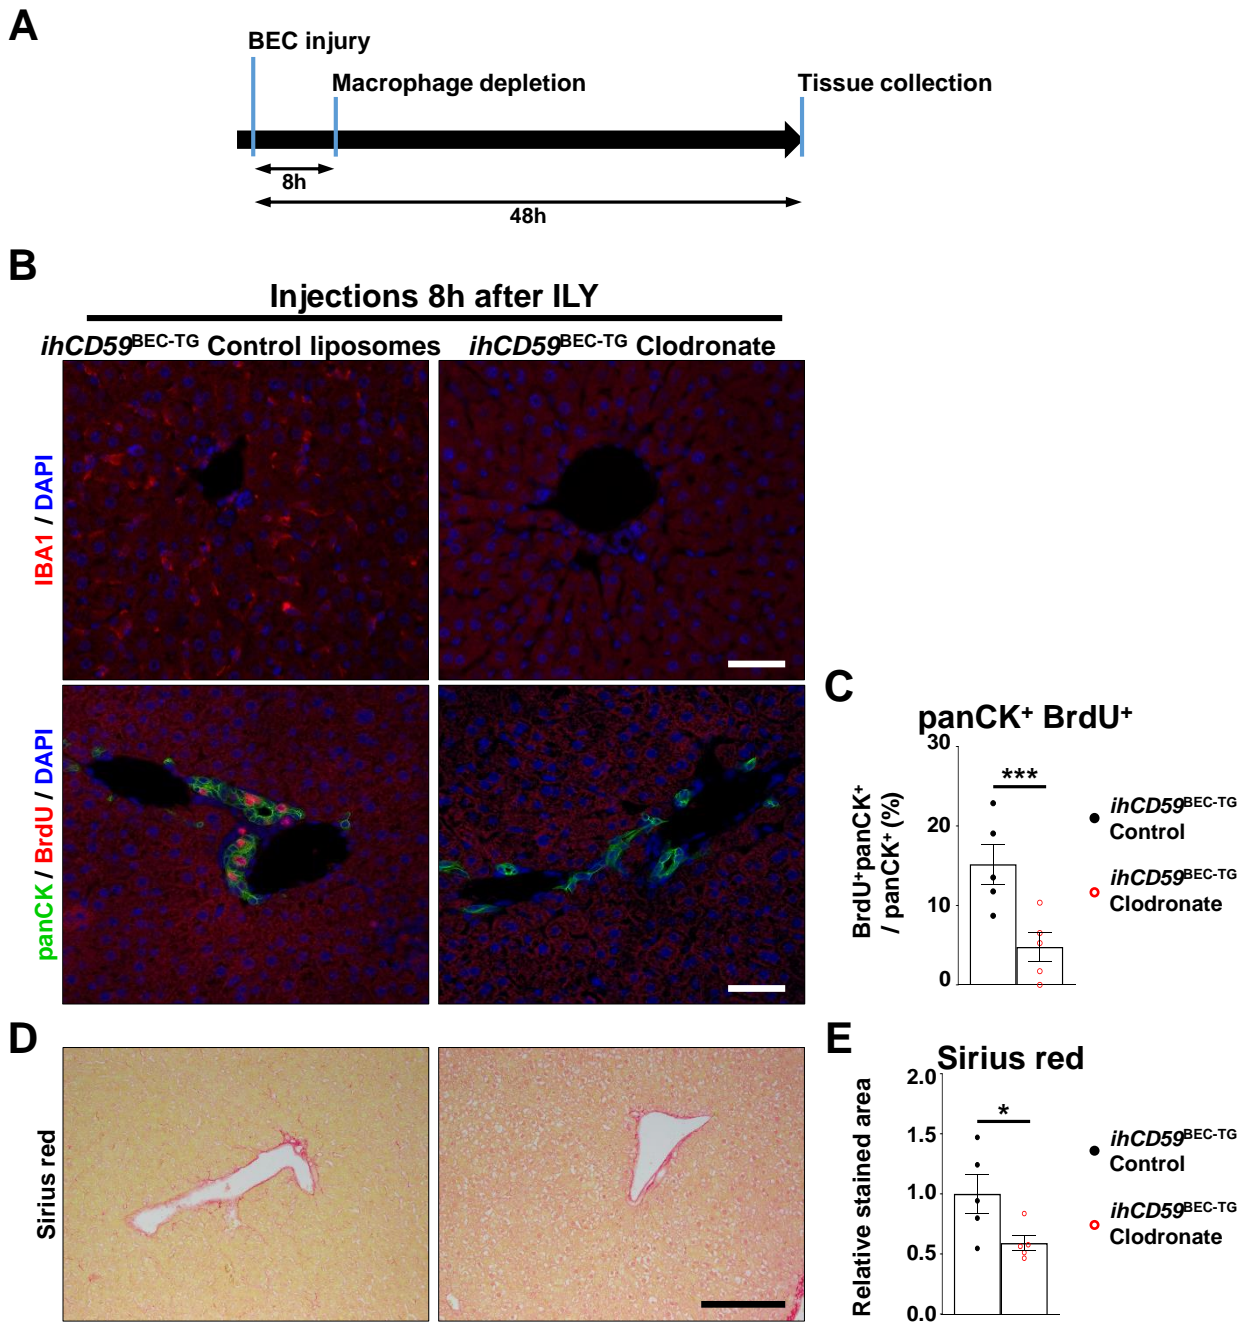 A
BEC injury
Macrophage depletion
Tissue collection
8h
48h
B
Injections 8h after ILY
ihCD59BEC-TG Control liposomes
ihCD59BEC-TG Clodronate
IBA1 / DAPI
panCK / BrdU / DAPI
C
panCK+ BrdU+
BrdU+panCK+
/ panCK+ (%)
30
20
10
0
***
ihCD59BEC-TG
Control
ihCD59BEC-TG
Clodronate
D
Sirius red
E
Sirius red
Relative stained area
2.0
1.5
1.0
0.5
0.0
*
ihCD59BEC-TG
Control
ihCD59BEC-TG
Clodronate